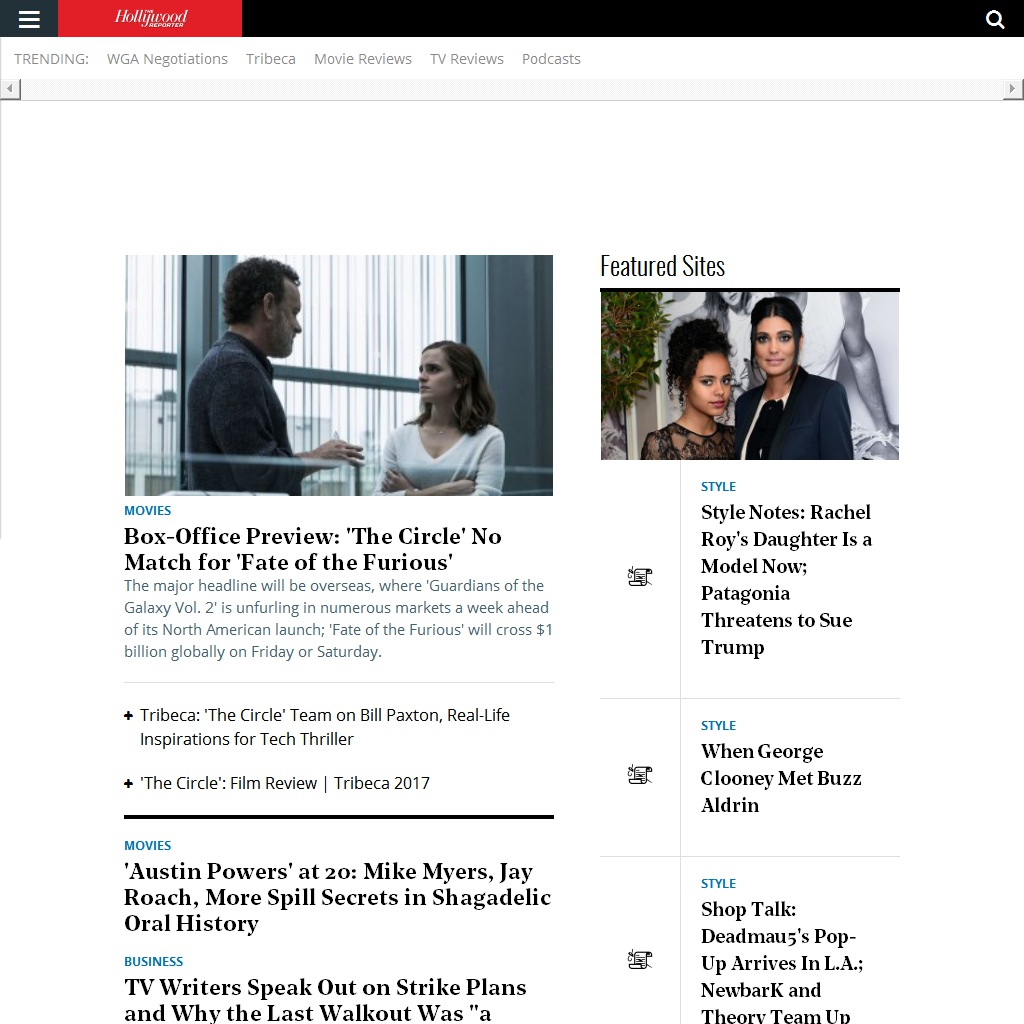 The
Hollywood
REPORTER
TRENDING: WGA Negotiations Tribeca Movie Reviews TV Reviews Podcasts
MOVIES
Box-Office Preview: 'The Circle' No
Match for 'Fate of the Furious'
The major headline will be overseas, where 'Guardians of the
Galaxy Vol. 2' is unfurling in numerous markets a week ahead
of its North American launch; 'Fate of the Furious' will cross $1
billion globally on Friday or Saturday.
Tribeca: 'The Circle' Team on Bill Paxton, Real-Life
Inspirations for Tech Thriller
'The Circle': Film Review | Tribeca 2017
MOVIES
'Austin Powers' at 20: Mike Myers, Jay
Roach, More Spill Secrets in Shagadelic
Oral History
BUSINESS
TV Writers Speak Out on Strike Plans
and Why the Last Walkout Was "a
Featured Sites
STYLE
Style Notes: Rachel
Roy's Daughter Is a
Model Now;
Patagonia
Threatens to Sue
Trump
STYLE
When George
Clooney Met Buzz
Aldrin
STYLE
Shop Talk:
Deadmau5's Pop-
Up Arrives In L.A.;
NewbarK and
Theory Team Up